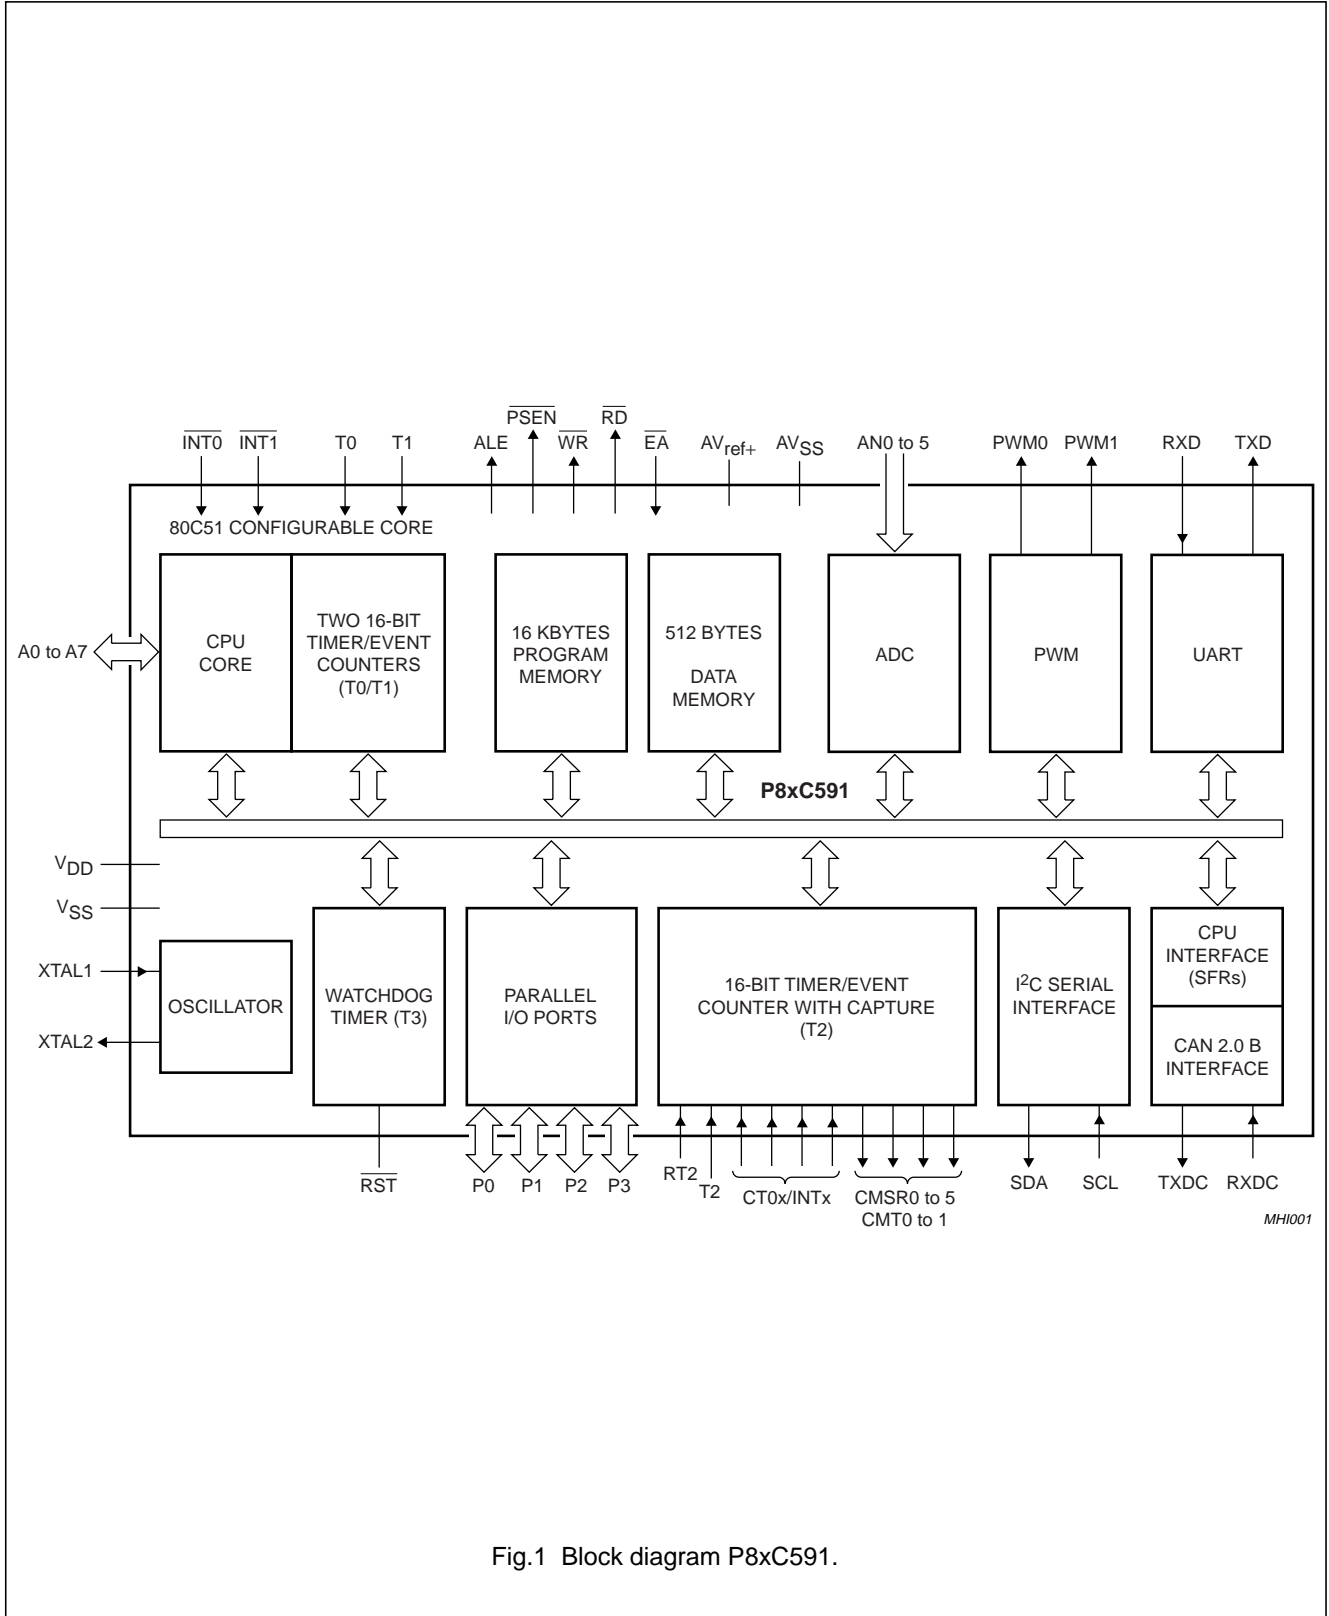 PSEN RD
INT0 INT1 T0 T1 ALE WR EA AVref+ AVSS AN0 to 5 PWM0 PWM1 RXD TXD
80C51 CONFIGURABLE CORE
CPU
CORE
TWO 16-BIT
TIMER/EVENT
COUNTERS
(T0/T1)
16 KBYTES
PROGRAM
MEMORY
512 BYTES
DATA
MEMORY
ADC
PWM
UART
A0 to A7
P8xC591
VDD
VSS
XTAL1
XTAL2
OSCILLATOR
WATCHDOG
TIMER (T3)
PARALLEL
I/O PORTS
16-BIT TIMER/EVENT
COUNTER WITH CAPTURE
(T2)
I2C SERIAL
INTERFACE
CPU
INTERFACE
(SFRs)
CAN 2.0 B
INTERFACE
RST
P0 P1 P2 P3
RT2
T2
CT0x/INTx
CMSR0 to 5
CMT0 to 1
SDA SCL TXDC RXDC
MHI001
Fig.1 Block diagram P8xC591.